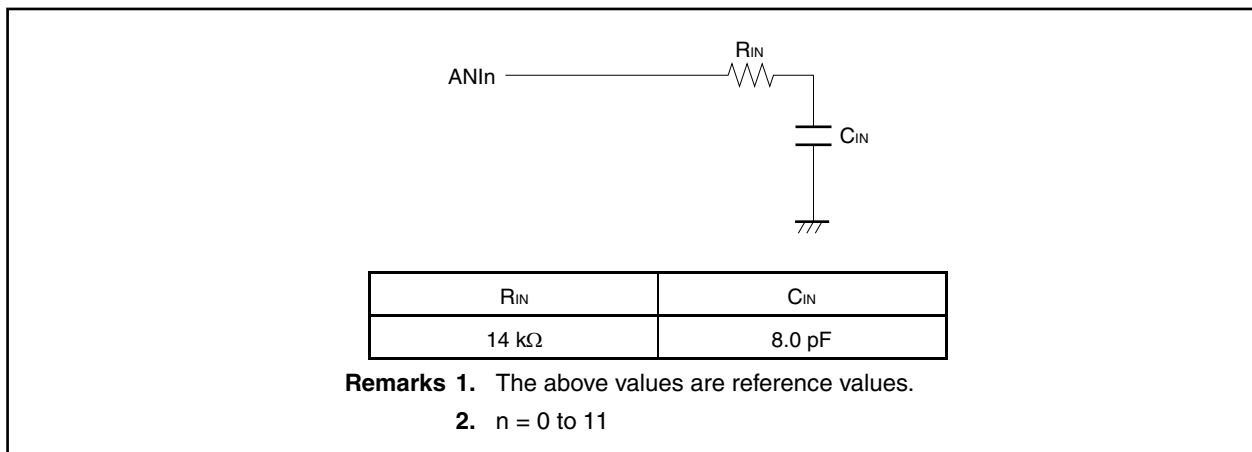 RIN
ANIn
CIN
RIN CIN
14 kΩ 8.0 pF
Remarks 1. The above values are reference values.
2. n = 0 to 11